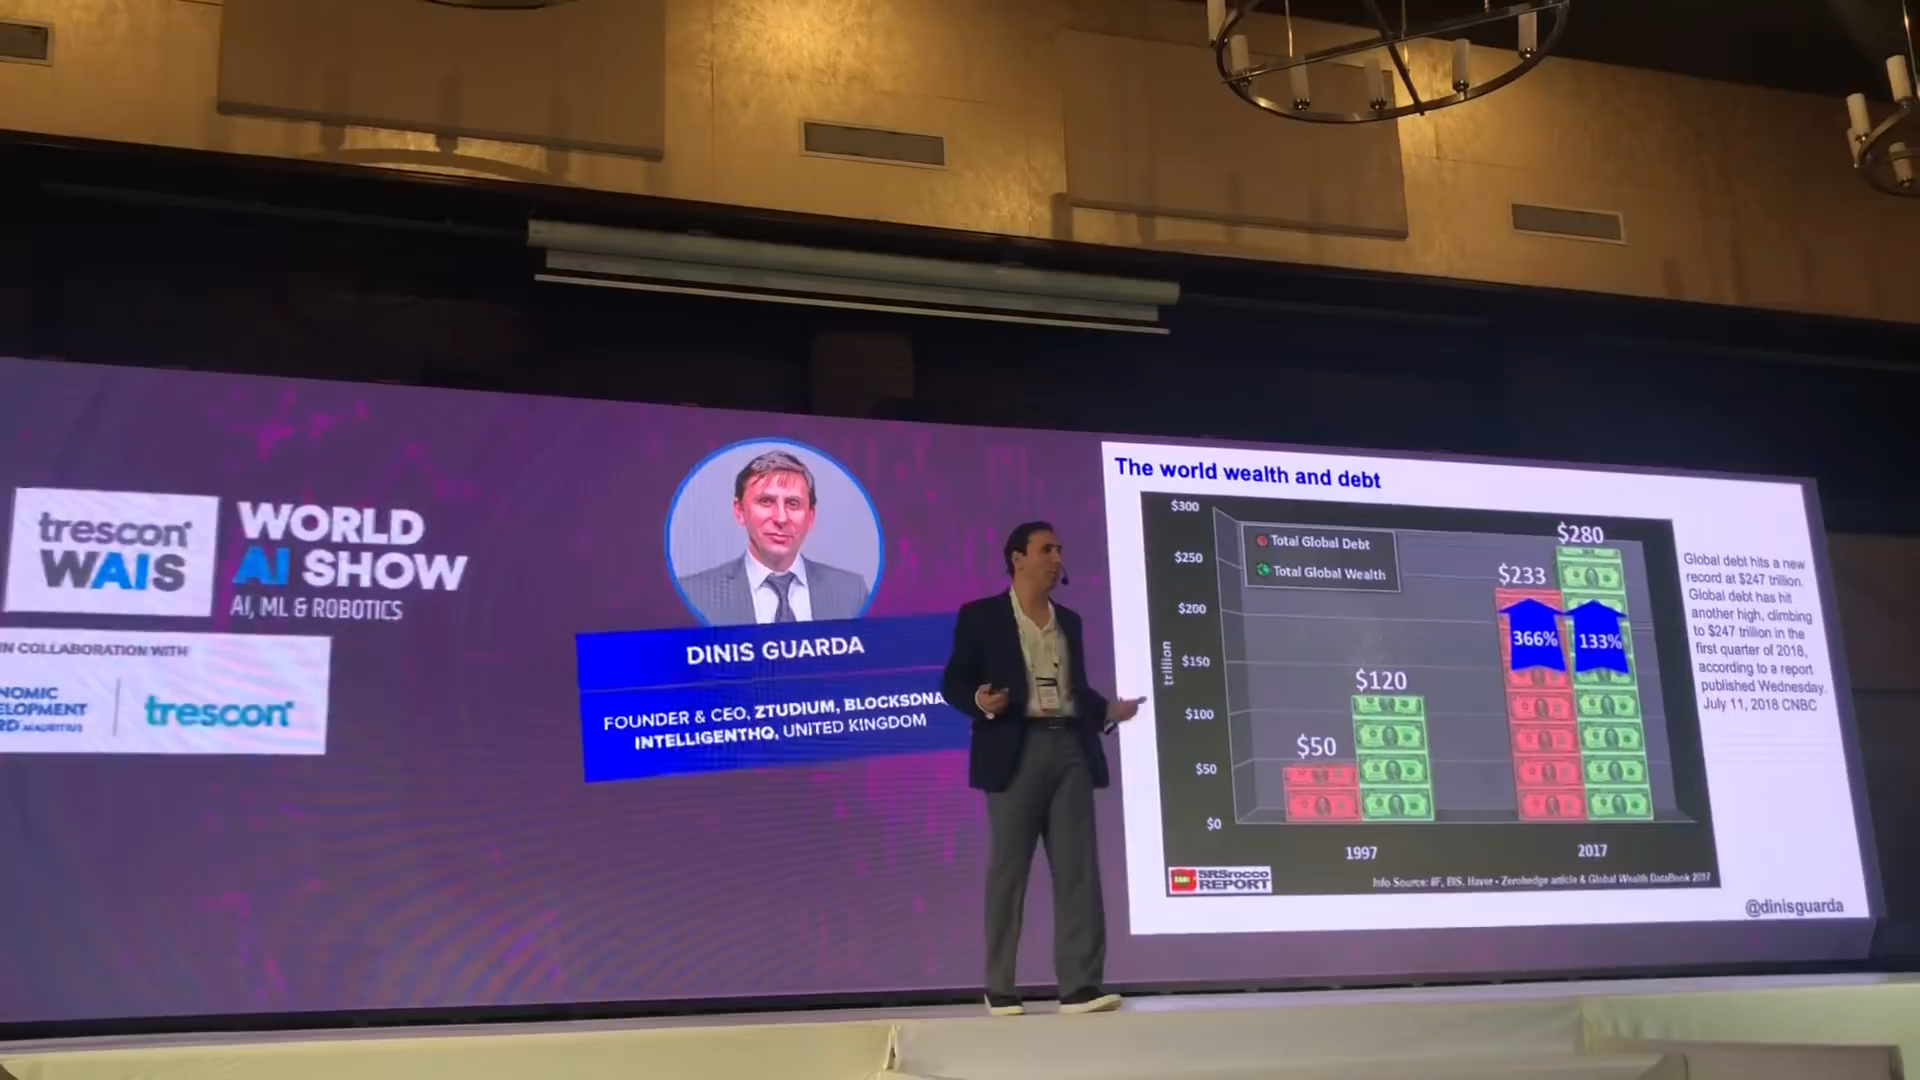 trescon
WAIS
WORLD
AI SHOW
AI, ML & ROBOTICS
IN COLLABORATION WITH
NOMIC
ELOPMENT
RD MAURITIUS
trescon
DINIS GUARDA
FOUNDER & CEO, ZTUDIUM, BLOCKSDNA,
INTELLIGENTHQ, UNITED KINGDOM
The world wealth and debt
$300
$250
$200
$150
$100
$50
$0
trillion
Total Global Debt
Total Global Wealth
$50
$120
$233
$280
366%
133%
1997
2017
SRSrocco
REPORT
Info Source: IIF, BIS, Haver - Zerohedge article & Global Wealth DataBook 2017
Global debt hits a new
record at $247 trillion.
Global debt has hit
another high, climbing
to $247 trillion in the
first quarter of 2018,
according to a report
published Wednesday.
July 11, 2018 CNBC
@dinisguarda